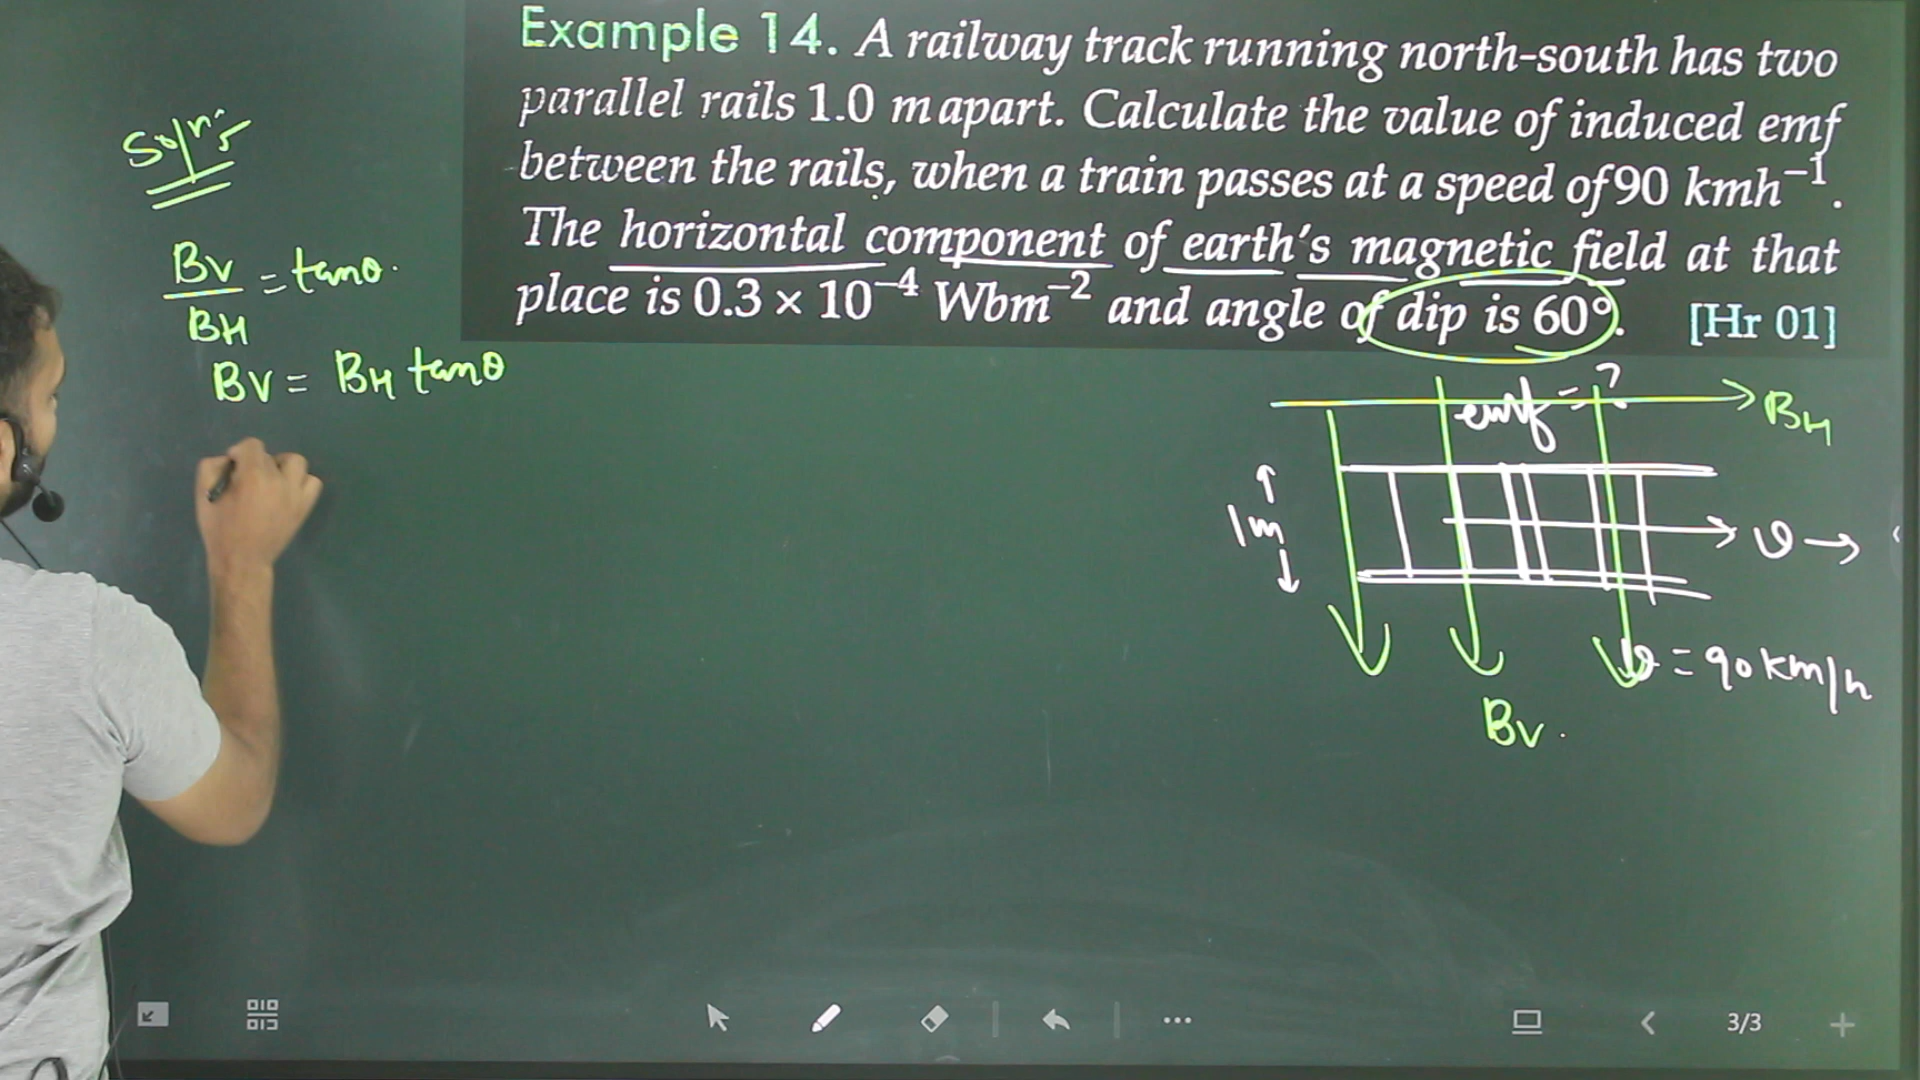 Example 14. A railway track running north-south has two
parallel rails 1.0 m apart. Calculate the value of induced emf
between the rails, when a train passes at a speed of 90 kmh⁻¹.
The horizontal component of earth's magnetic field at that
place is 0.3 × 10⁻⁴ Wbm⁻² and angle of dip is 60°. [Hr 01]
Soln:
BV/BH = tanθ.
BV = BH tanθ
emf = ?
BH
1m
v →
v = 90 km/h
BV.
3/3